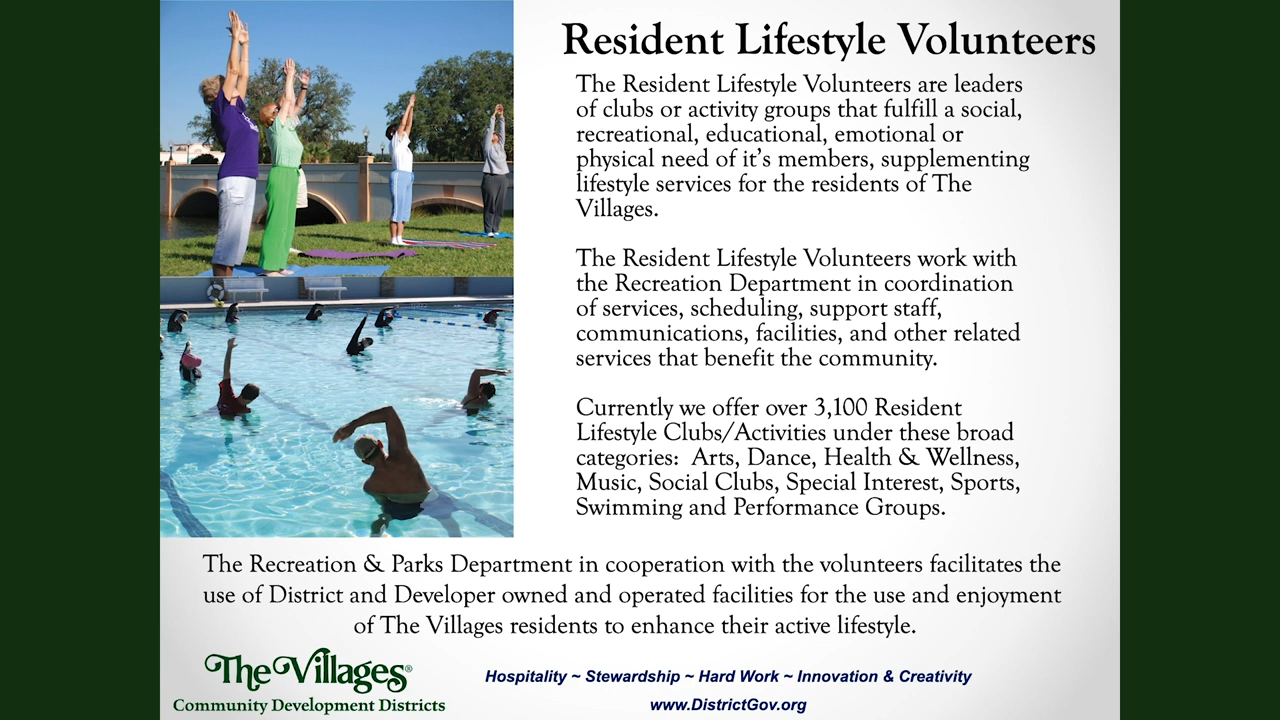 Resident Lifestyle Volunteers
The Resident Lifestyle Volunteers are leaders
of clubs or activity groups that fulfill a social,
recreational, educational, emotional or
physical need of it's members, supplementing
lifestyle services for the residents of The
Villages.
The Resident Lifestyle Volunteers work with
the Recreation Department in coordination
of services, scheduling, support staff,
communications, facilities, and other related
services that benefit the community.
Currently we offer over 3,100 Resident
Lifestyle Clubs/Activities under these broad
categories:  Arts, Dance, Health & Wellness,
Music, Social Clubs, Special Interest, Sports,
Swimming and Performance Groups.
The Recreation & Parks Department in cooperation with the volunteers facilitates the
use of District and Developer owned and operated facilities for the use and enjoyment
of The Villages residents to enhance their active lifestyle.
The Villages®
Community Development Districts
Hospitality ~ Stewardship ~ Hard Work ~ Innovation & Creativity
www.DistrictGov.org